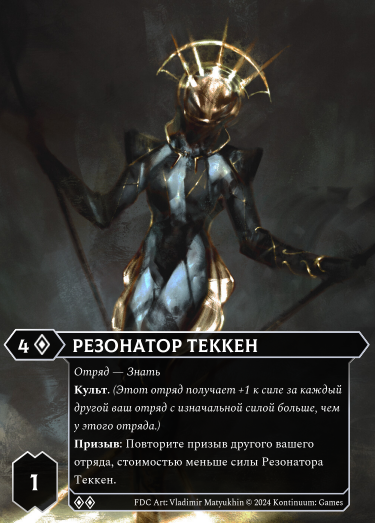 4
РЕЗОНАТОР ТЕККЕН
Отряд — Знать
Культ. (Этот отряд получает +1 к силе за каждый
другой ваш отряд с изначальной силой больше, чем
у этого отряда.)
Призыв: Повторите призыв другого вашего
отряда, стоимостью меньше силы Резонатора
Теккен.
1
FDC Art: Vladimir Matyukhin © 2024 Kontinuum: Games